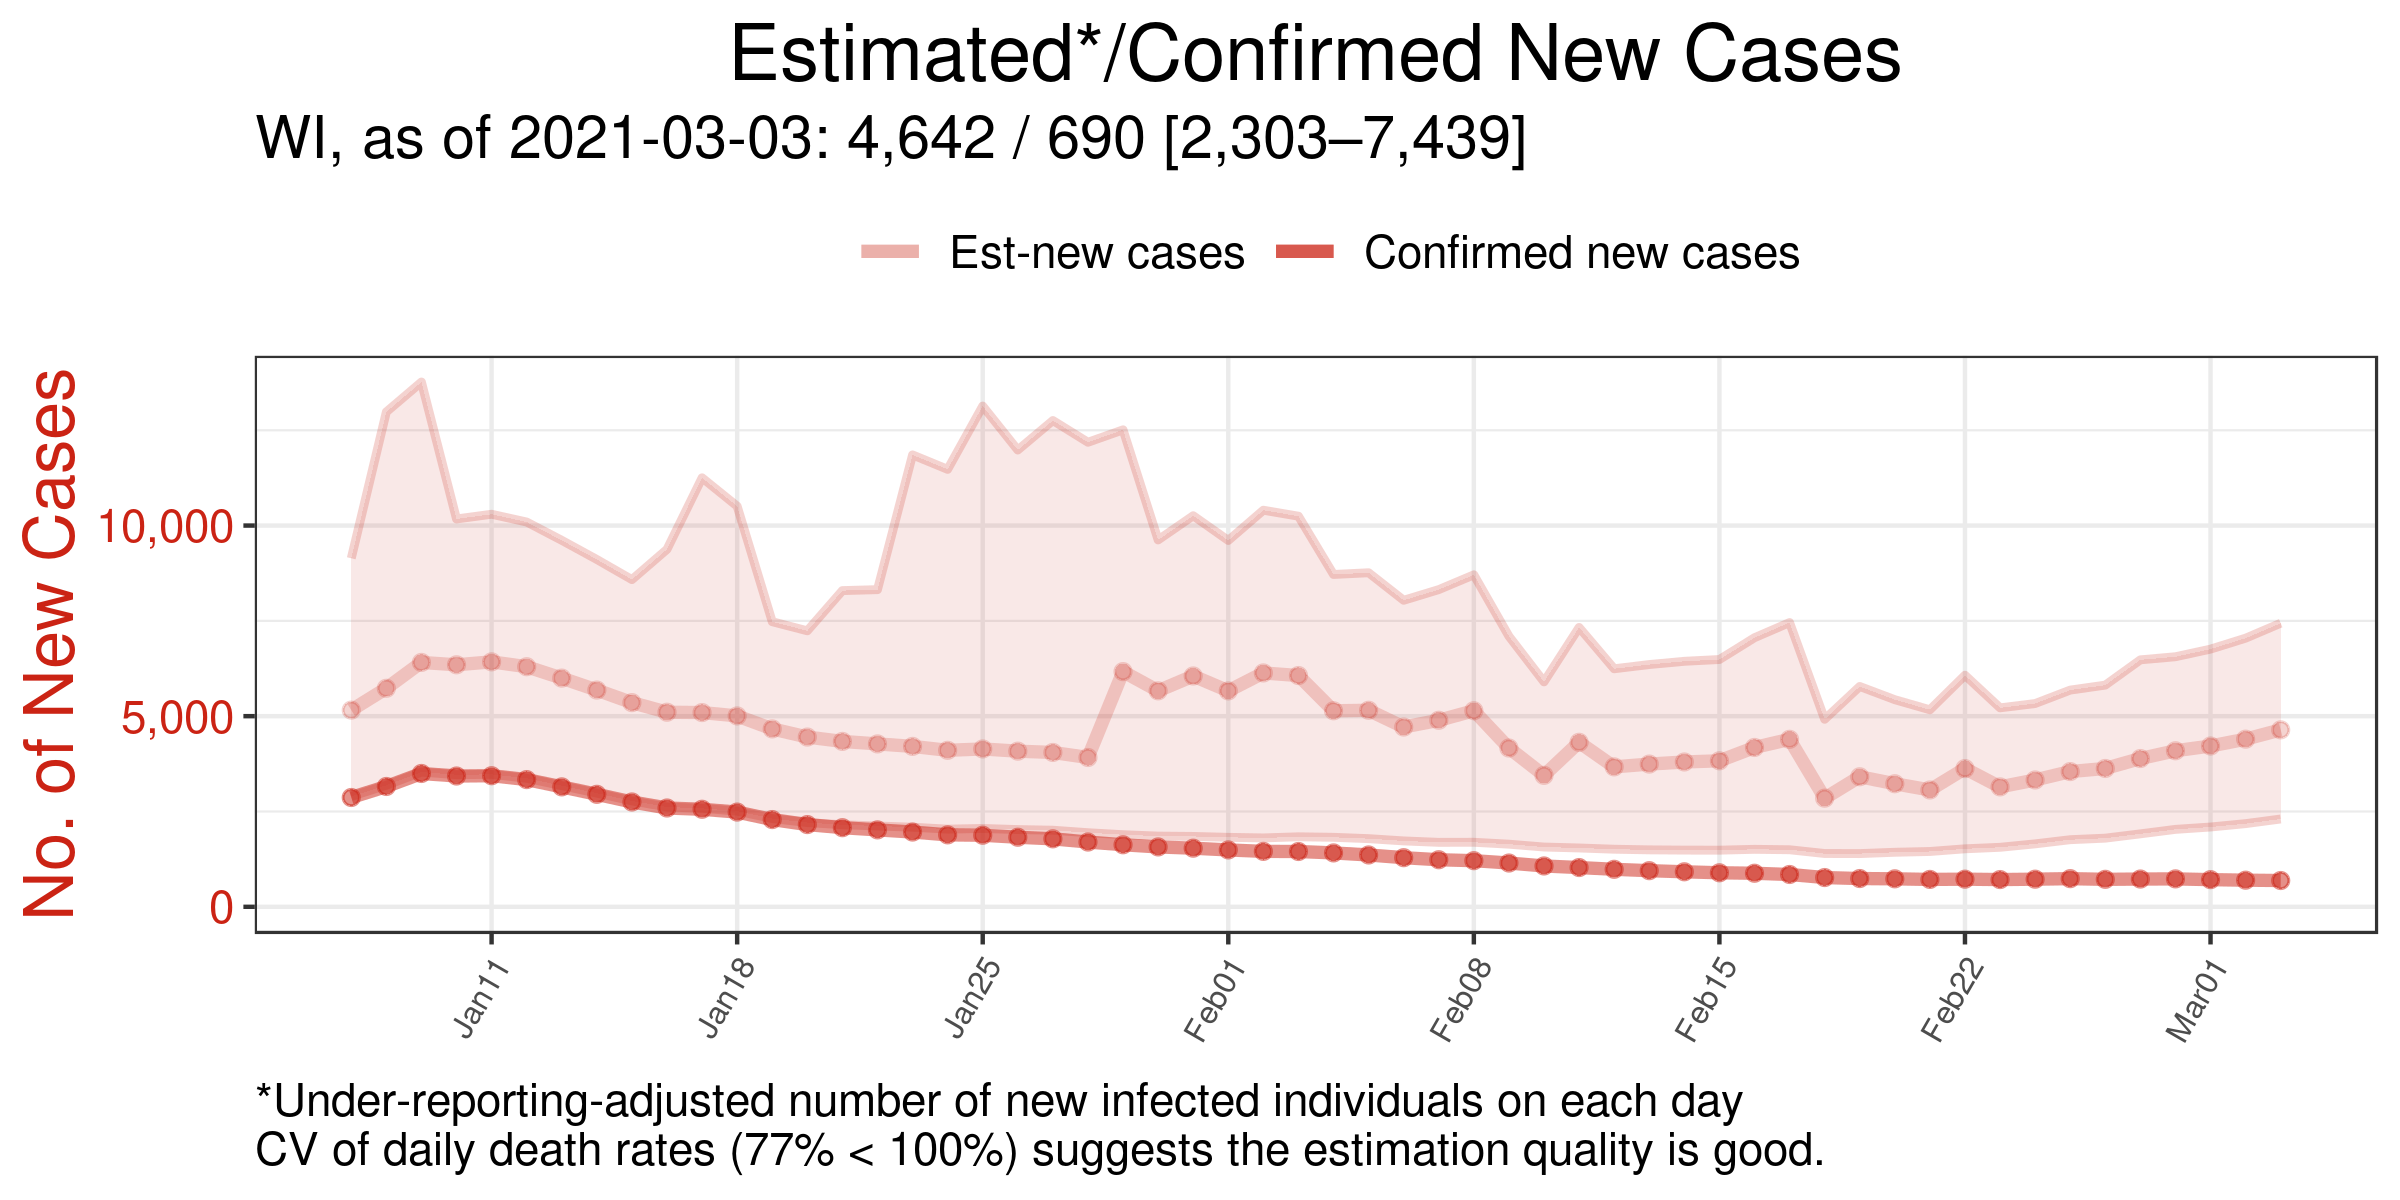 Estimated*/Confirmed New Cases
WI, as of 2021-03-03: 4,642 / 690 [2,303–7,439]
Est-new cases
Confirmed new cases
No. of New Cases
10,000
5,000
0
Jan11
Jan18
Jan25
Feb01
Feb08
Feb15
Feb22
Mar01
*Under-reporting-adjusted number of new infected individuals on each day
CV of daily death rates (77% < 100%) suggests the estimation quality is good.